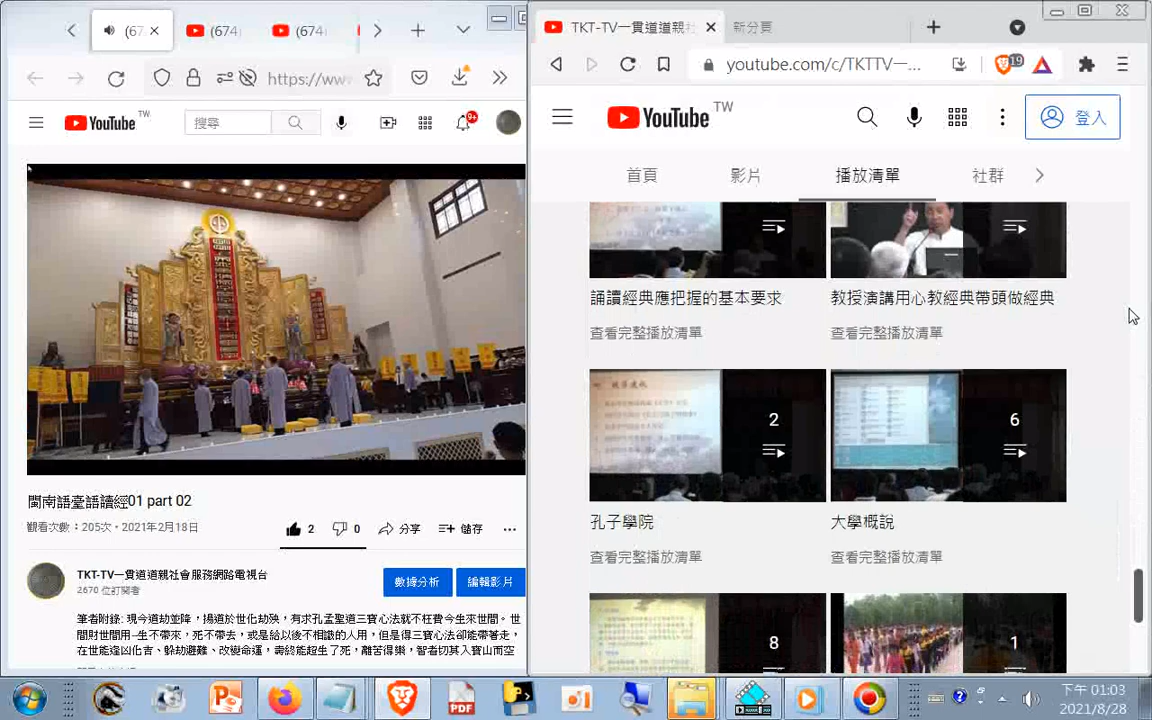 (67
(674)
(674
https://ww
YouTube TW
搜尋
9+
閩南語臺語讀經01 part 02
觀看次數：205次・2021年2月18日
2
0
分享
儲存
TKT-TV一貫道道親社會服務網路電視台
2670 位訂閱者
數據分析
編輯影片
筆者附錄: 現今道劫並降，揚道於世化劫殃，有求孔孟聖道三寶心法就不枉費今生來世間。世
間財世間用一生不帶來，死不帶去，或是給以後不相識的人用，但是得三寶心法卻能帶著走，
在世能逢凶化吉、躲劫避難、改變命運，壽終能超生了死，離苦得樂，智者切莫入寶山而空
TKT-TV一貫道道親社
新分頁
youtube.com/c/TKTTV一...
19
YouTube TW
登入
首頁
影片
播放清單
社群
誦讀經典應把握的基本要求
教授演講用心教經典帶頭做經典
查看完整播放清單
查看完整播放清單
2
6
孔子學院
大學概說
查看完整播放清單
查看完整播放清單
8
1
PDF
下午 01:03
2021/8/28